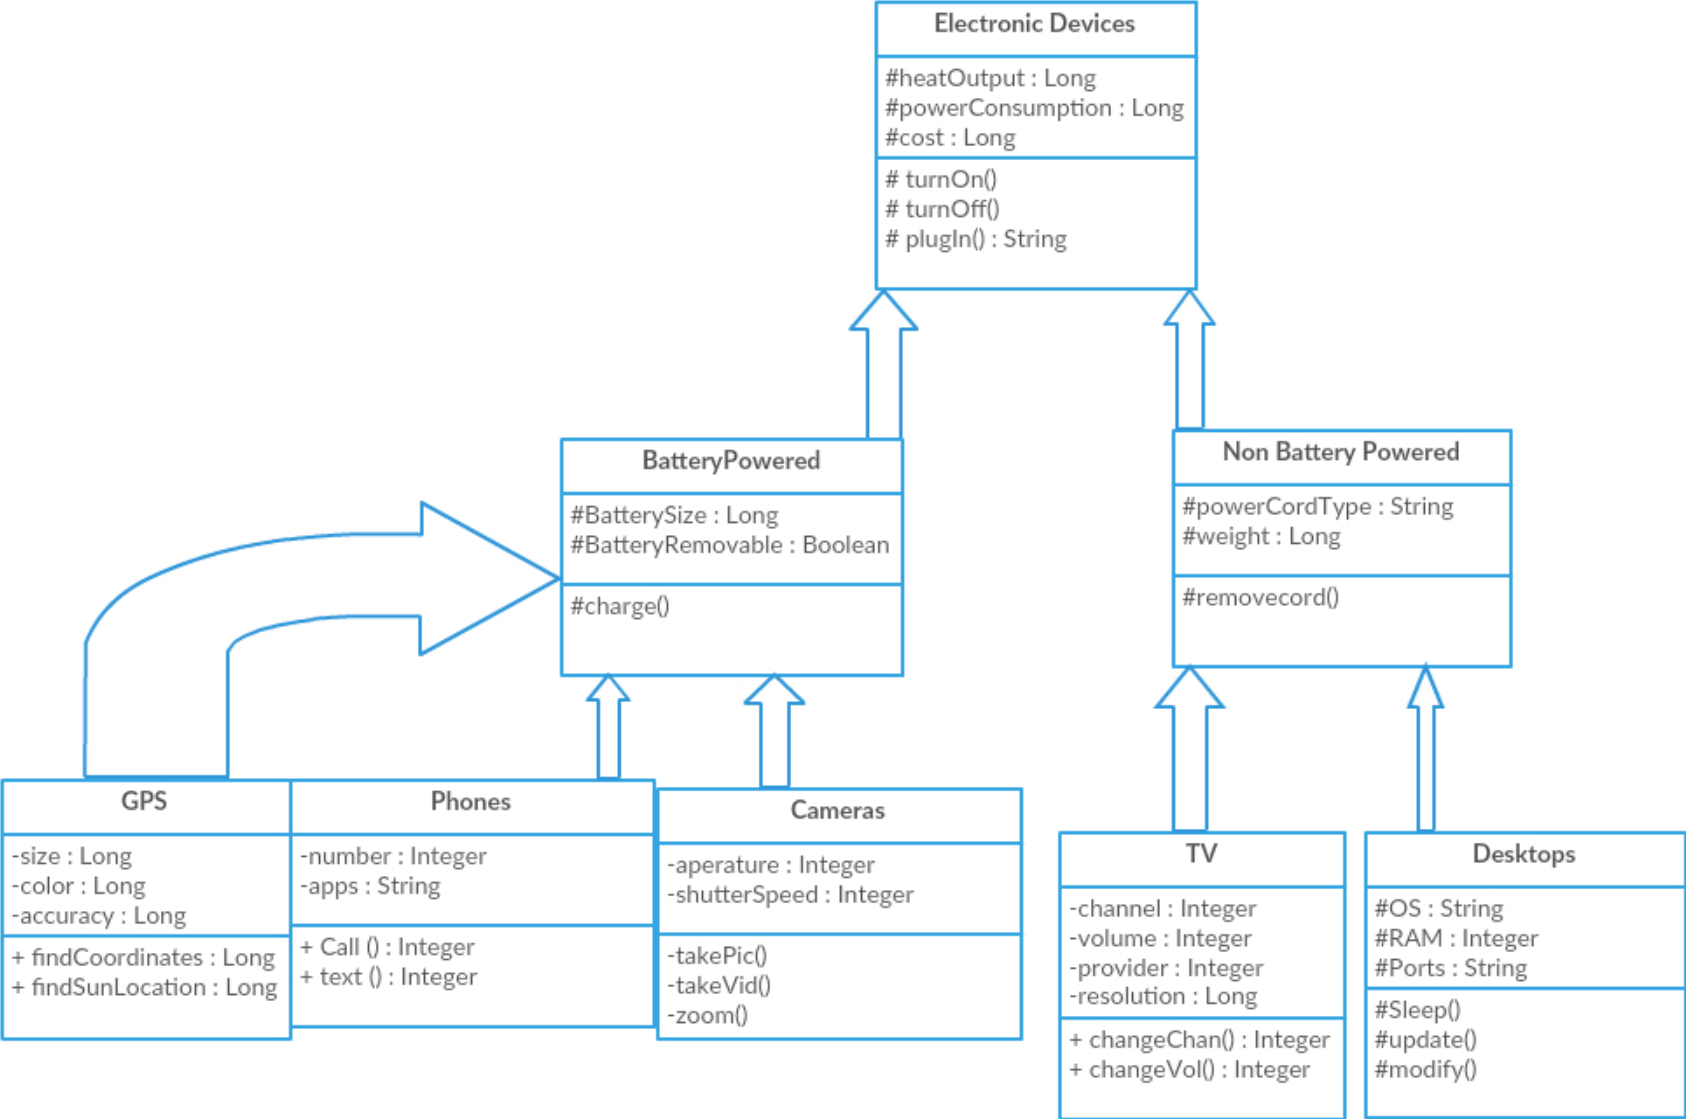 Electronic Devices
#heatOutput : Long
#powerConsumption : Long
#cost : Long
# turnOn()
# turnOff()
# plugIn() : String
BatteryPowered
#BatterySize : Long
#BatteryRemovable : Boolean
#charge()
Non Battery Powered
#powerCordType : String
#weight : Long
#removecord()
GPS
-size : Long
-color : Long
-accuracy : Long
+ findCoordinates : Long
+ findSunLocation : Long
Phones
-number : Integer
-apps : String
+ Call () : Integer
+ text () : Integer
Cameras
-aperature : Integer
-shutterSpeed : Integer
-takePic()
-takeVid()
-zoom()
TV
-channel : Integer
-volume : Integer
-provider : Integer
-resolution : Long
+ changeChan() : Integer
+ changeVol() : Integer
Desktops
#OS : String
#RAM : Integer
#Ports : String
#Sleep()
#update()
#modify()